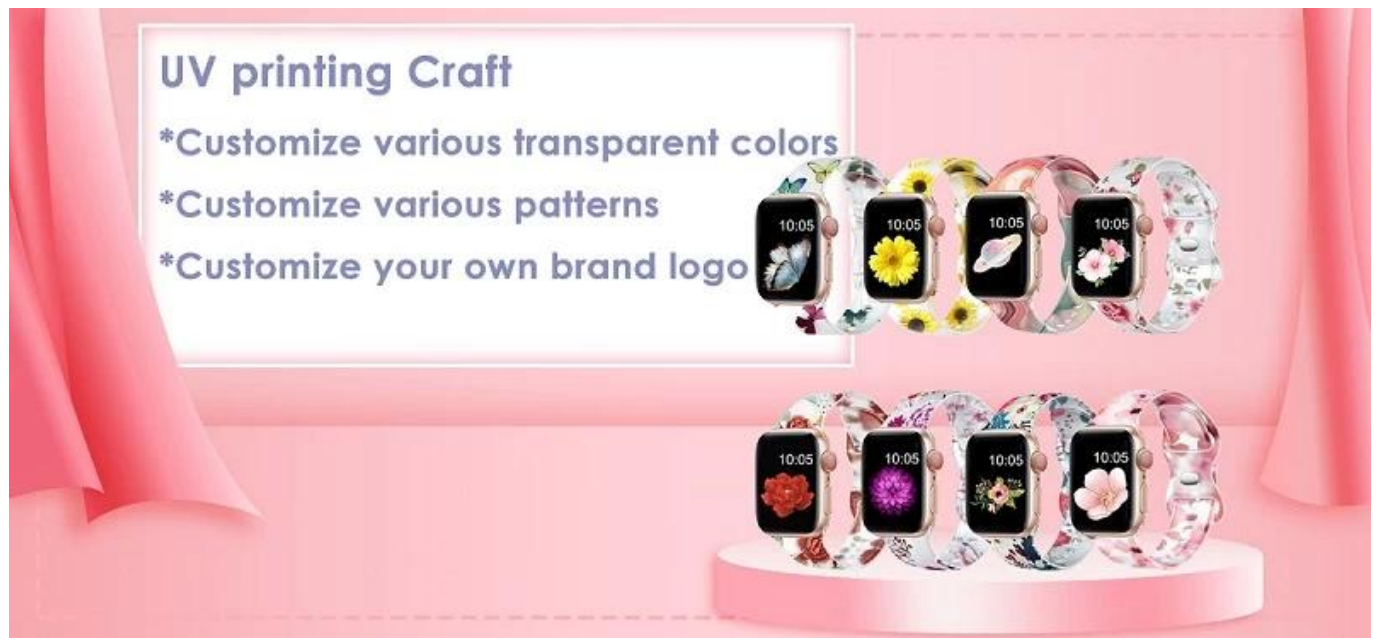 UV printing Craft
*Customize various transparent colors
*Customize various patterns
*Customize your own brand logo
10:05
10:05
10:05
10:05
10:05
10:05
10:05
10:05